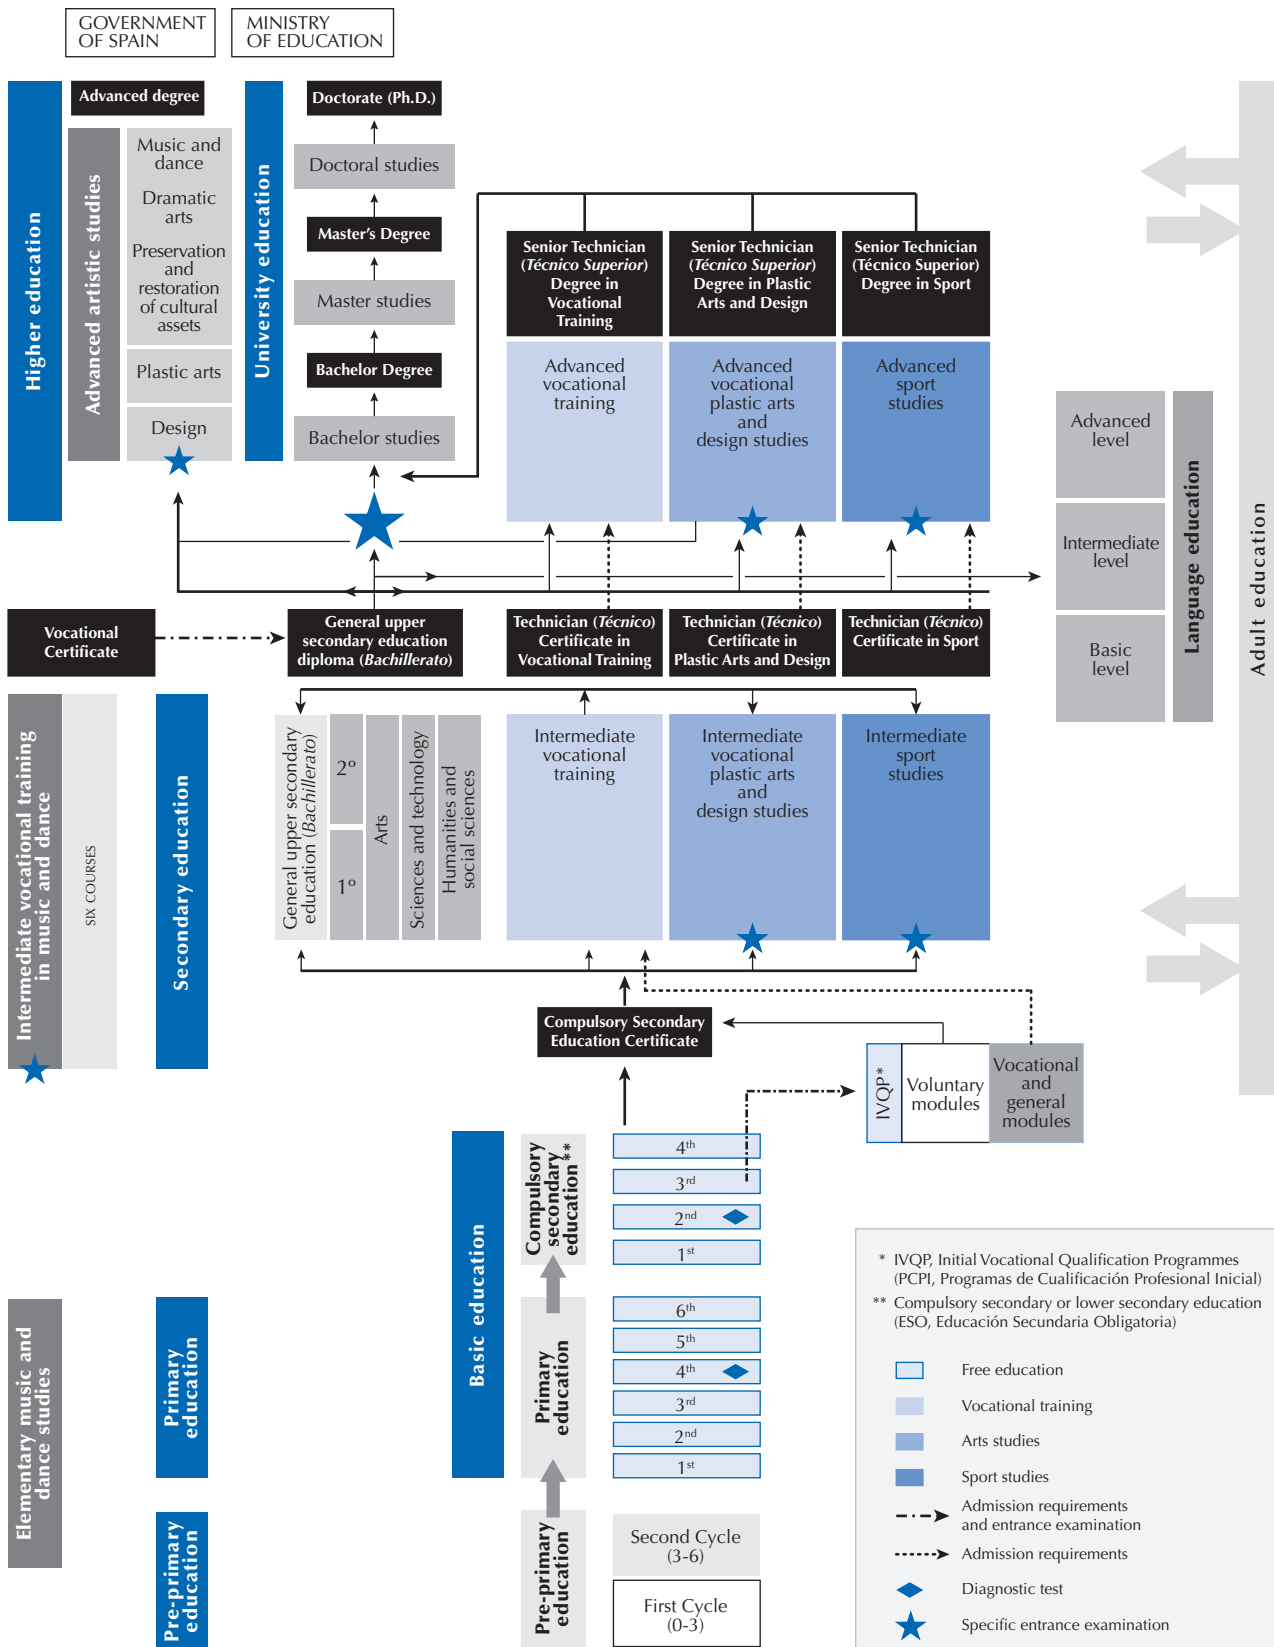 GOVERNMENT
OF SPAIN
MINISTRY
OF EDUCATION
Higher education
Advanced degree
Advanced artistic studies
Music and
dance
Dramatic
arts
Preservation
and
restoration
of cultural
assets
Plastic arts
Design
University education
Doctorate (Ph.D.)
Doctoral studies
Master's Degree
Master studies
Bachelor Degree
Bachelor studies
Senior Technician
(Técnico Superior)
Degree in
Vocational
Training
Senior Technician
(Técnico Superior)
Degree in Plastic
Arts and Design
Senior Technician
(Técnico Superior)
Degree in Sport
Advanced
vocational
training
Advanced
vocational
plastic arts
and
design studies
Advanced
sport
studies
Advanced
level
Intermediate
level
Basic
level
Language education
Adult education
Vocational
Certificate
General upper
secondary education
diploma (Bachillerato)
Technician (Técnico)
Certificate in
Vocational Training
Technician (Técnico)
Certificate in
Plastic Arts and Design
Technician (Técnico)
Certificate in Sport
Intermediate vocational training
in music and dance
SIX COURSES
Secondary education
General upper secondary
education (Bachillerato)
2º
1º
Arts
Sciences and technology
Humanities and
social sciences
Intermediate
vocational
training
Intermediate
vocational
plastic arts
and
design studies
Intermediate
sport
studies
Compulsory Secondary
Education Certificate
IVQP*
Voluntary
modules
Vocational
and
general
modules
Basic education
Compulsory
secondary
education**
4th
3rd
2nd
1st
Elementary music and
dance studies
Primary
education
Primary
education
6th
5th
4th
3rd
2nd
1st
Pre-primary
education
Pre-primary
education
Second Cycle
(3-6)
First Cycle
(0-3)
* IVQP, Initial Vocational Qualification Programmes
(PCPI, Programas de Cualificación Profesional Inicial)
** Compulsory secondary or lower secondary education
(ESO, Educación Secundaria Obligatoria)
Free education
Vocational training
Arts studies
Sport studies
Admission requirements
and entrance examination
Admission requirements
Diagnostic test
Specific entrance examination